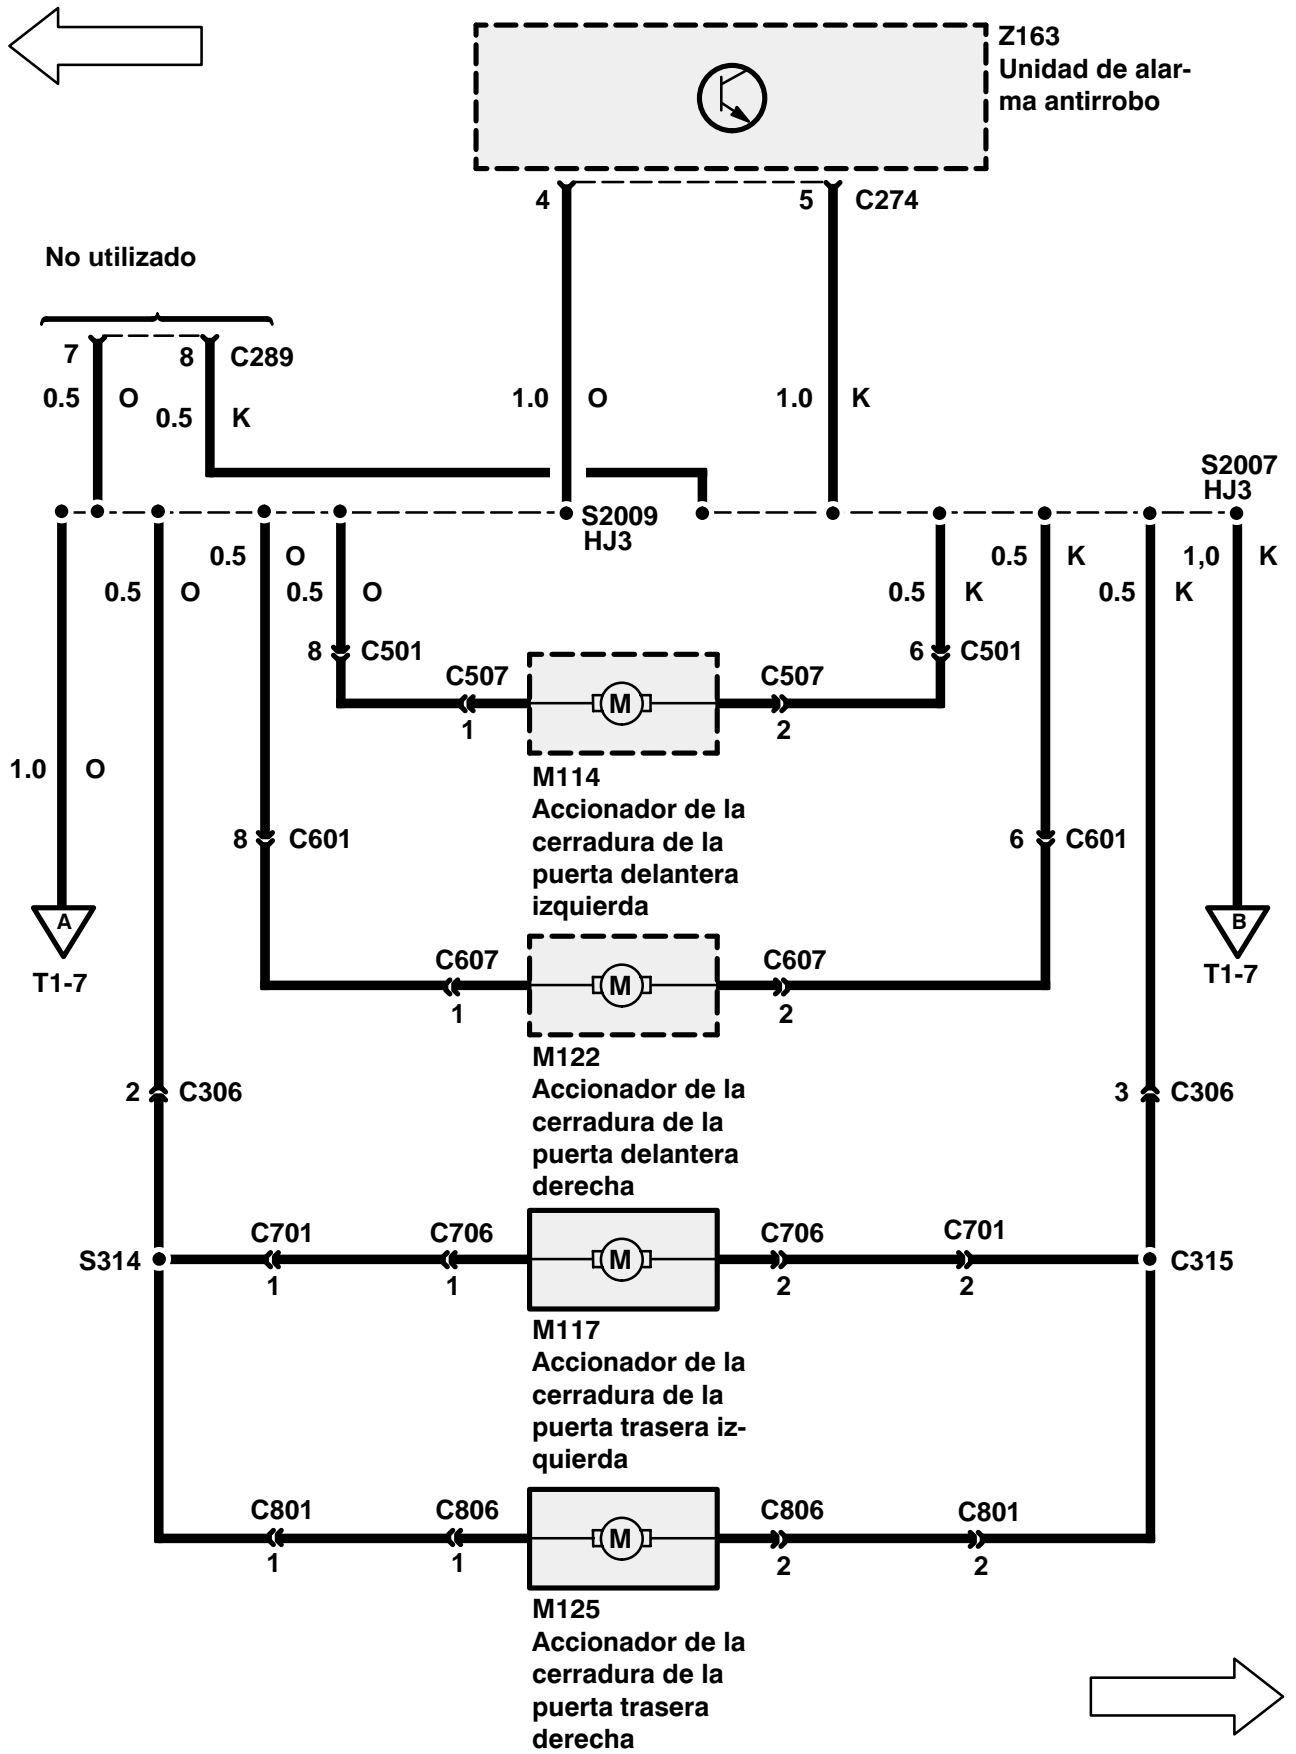 Z163
Unidad de alar-
ma antirrobo
4
5 C274
No utilizado
7
8 C289
0.5 O
0.5 K
1.0 O
1.0 K
S2007
HJ3
S2009
HJ3
0.5 O
0.5 O
0.5 O
0.5 K
0.5 K
0.5 K
1,0 K
8 C501
6 C501
C507
1
M
C507
2
M114
Accionador de la
cerradura de la
puerta delantera
izquierda
1.0 O
8 C601
6 C601
A
T1-7
B
T1-7
C607
1
M
C607
2
M122
Accionador de la
cerradura de la
puerta delantera
derecha
2 C306
3 C306
S314
C701
1
C706
1
M
C706
2
C701
2
C315
M117
Accionador de la
cerradura de la
puerta trasera iz-
quierda
C801
1
C806
1
M
C806
2
C801
2
M125
Accionador de la
cerradura de la
puerta trasera
derecha